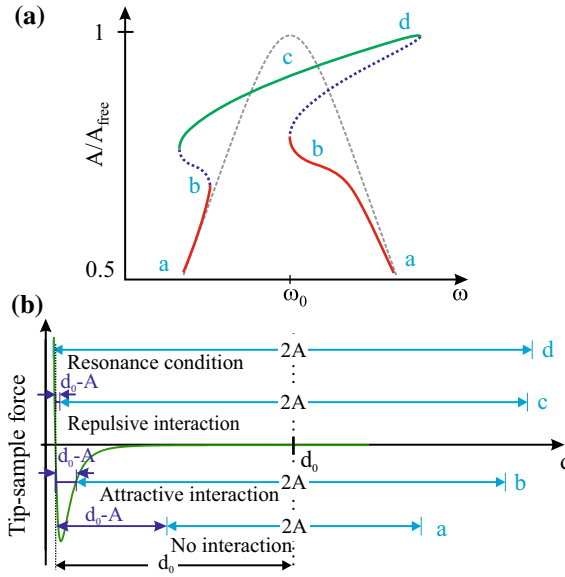 (a)
1
d
c
A/A_free
b
b
a
a
0.5
ω₀
ω
(b)
2A
d
Resonance condition
d₀-A
2A
c
Repulsive interaction
Tip-sample force
d₀-A
d₀
d
2A
b
Attractive interaction
d₀-A
2A
a
No interaction
d₀